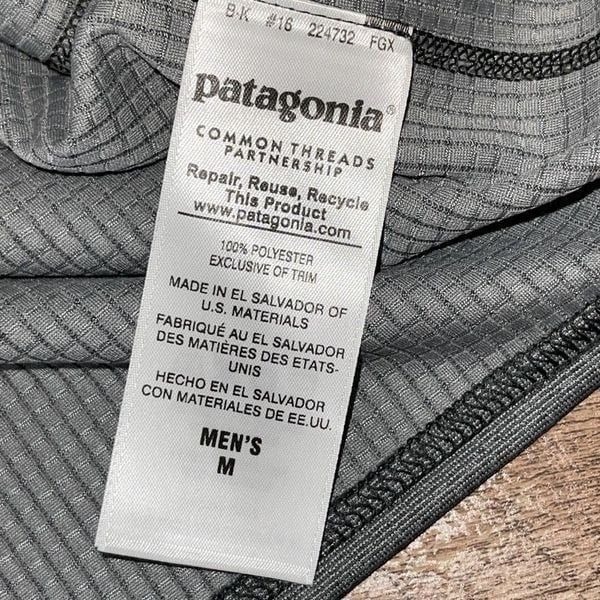 B-K #16 224732 FGX
patagonia®
COMMON THREADS
PARTNERSHIP
Repair, Reuse, Recycle
This Product
www.patagonia.com
100% POLYESTER
EXCLUSIVE OF TRIM
MADE IN EL SALVADOR OF
U.S. MATERIALS
FABRIQUÉ AU EL SALVADOR
DES MATIÈRES DES ETATS-
UNIS
HECHO EN EL SALVADOR
CON MATERIALES DE EE.UU.
MEN'S
M